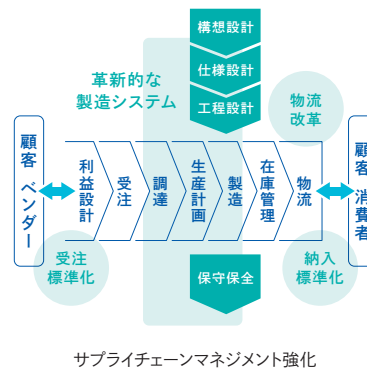 構想設計
仕様設計
工程設計
革新的な
製造システム
物流
改革
顧客 ベンダー
利益設計
受注
調達
生産計画
製造
在庫管理
物流
顧客 消費者
受注
標準化
保守保全
納入
標準化
サプライチェーンマネジメント強化